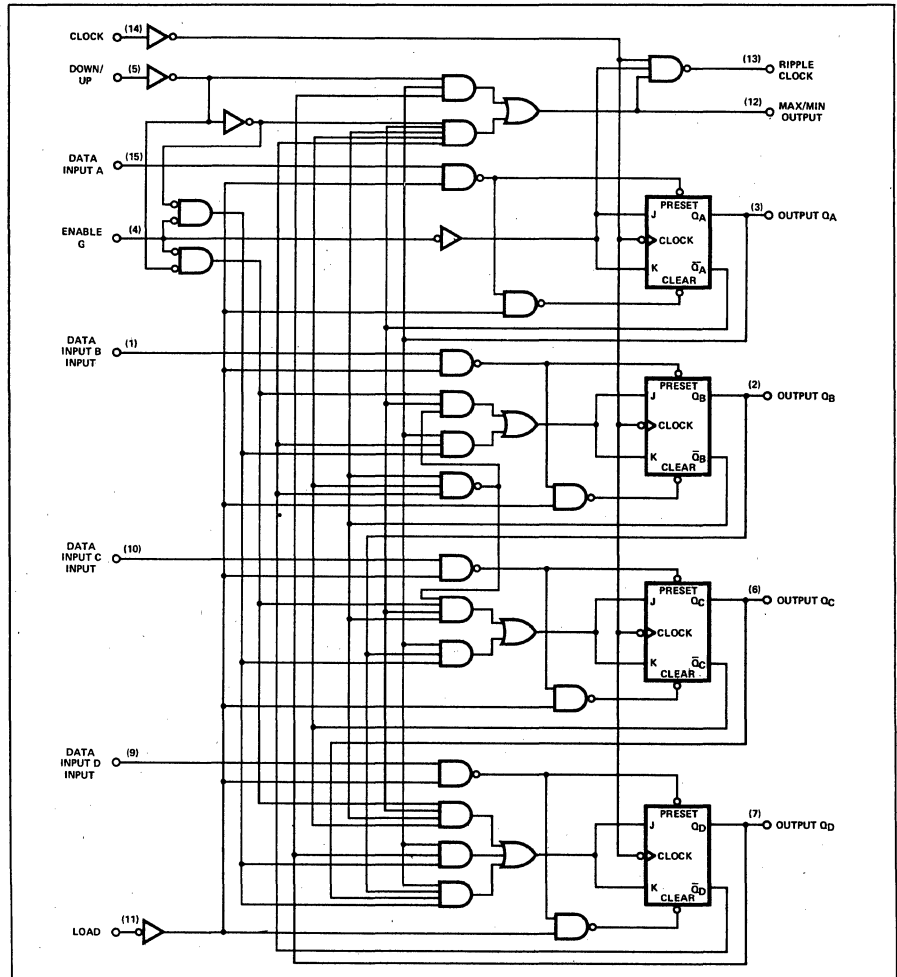 CLOCK (14)
DOWN/
UP (5)
(13) RIPPLE
CLOCK
(12) MAX/MIN
OUTPUT
DATA
INPUT A (15)
ENABLE
G (4)
PRESET
J QA
CLOCK
K Q̅A
CLEAR
(3) OUTPUT QA
DATA
INPUT B
INPUT (1)
PRESET
J QB
CLOCK
K Q̅B
CLEAR
(2) OUTPUT QB
DATA
INPUT C
INPUT (10)
PRESET
J QC
CLOCK
K Q̅C
CLEAR
(6) OUTPUT QC
DATA
INPUT D
INPUT (9)
PRESET
J QD
CLOCK
K Q̅D
CLEAR
(7) OUTPUT QD
LOAD (11)